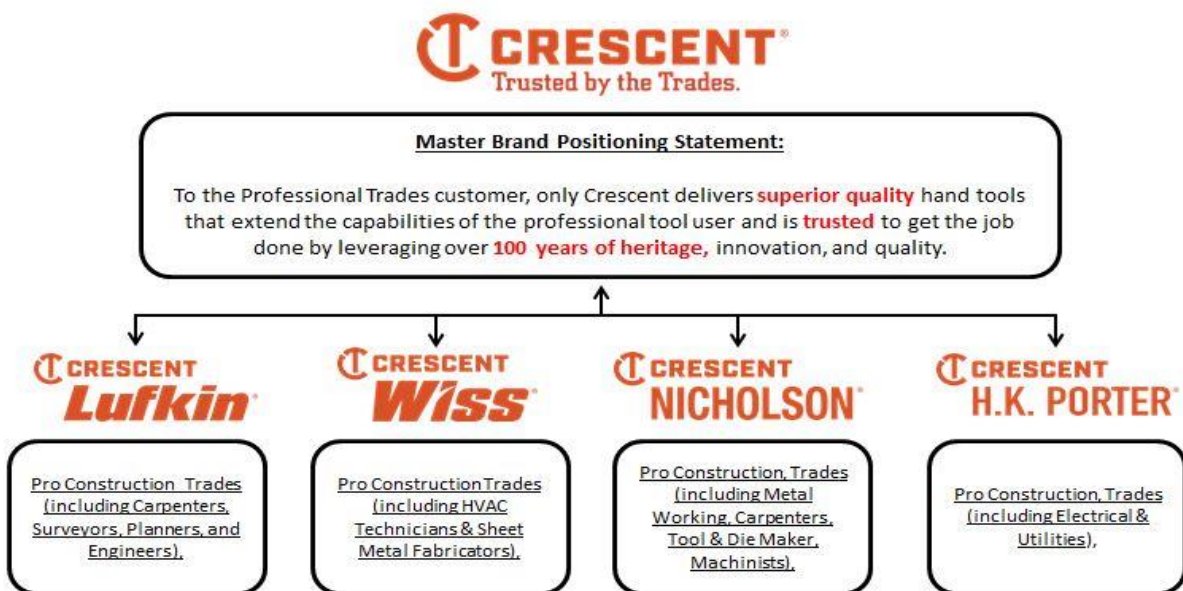 CRESCENT®
Trusted by the Trades.
Master Brand Positioning Statement:
To the Professional Trades customer, only Crescent delivers superior quality hand tools
that extend the capabilities of the professional tool user and is trusted to get the job
done by leveraging over 100 years of heritage, innovation, and quality.
CRESCENT
Lufkin®
CRESCENT
Wiss®
CRESCENT
NICHOLSON®
CRESCENT
H.K. PORTER®
Pro Construction Trades
(including Carpenters,
Surveyors, Planners, and
Engineers),
Pro Construction Trades
(including HVAC
Technicians & Sheet
Metal Fabricators),
Pro Construction, Trades
(including Metal
Working, Carpenters,
Tool & Die Maker,
Machinists),
Pro Construction, Trades
(including Electrical &
Utilities),